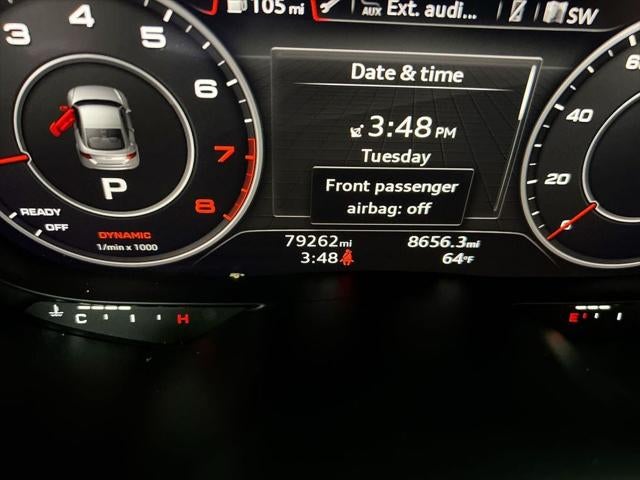 105 mi
AUX Ext. audi...
SW
3
4
5
6
7
8
P
READY
OFF
DYNAMIC
1/min x 1000
Date & time
3:48 PM
Tuesday
Front passenger
airbag: off
79262mi
8656.3mi
3:48
64°F
20
40
60
C
H
E